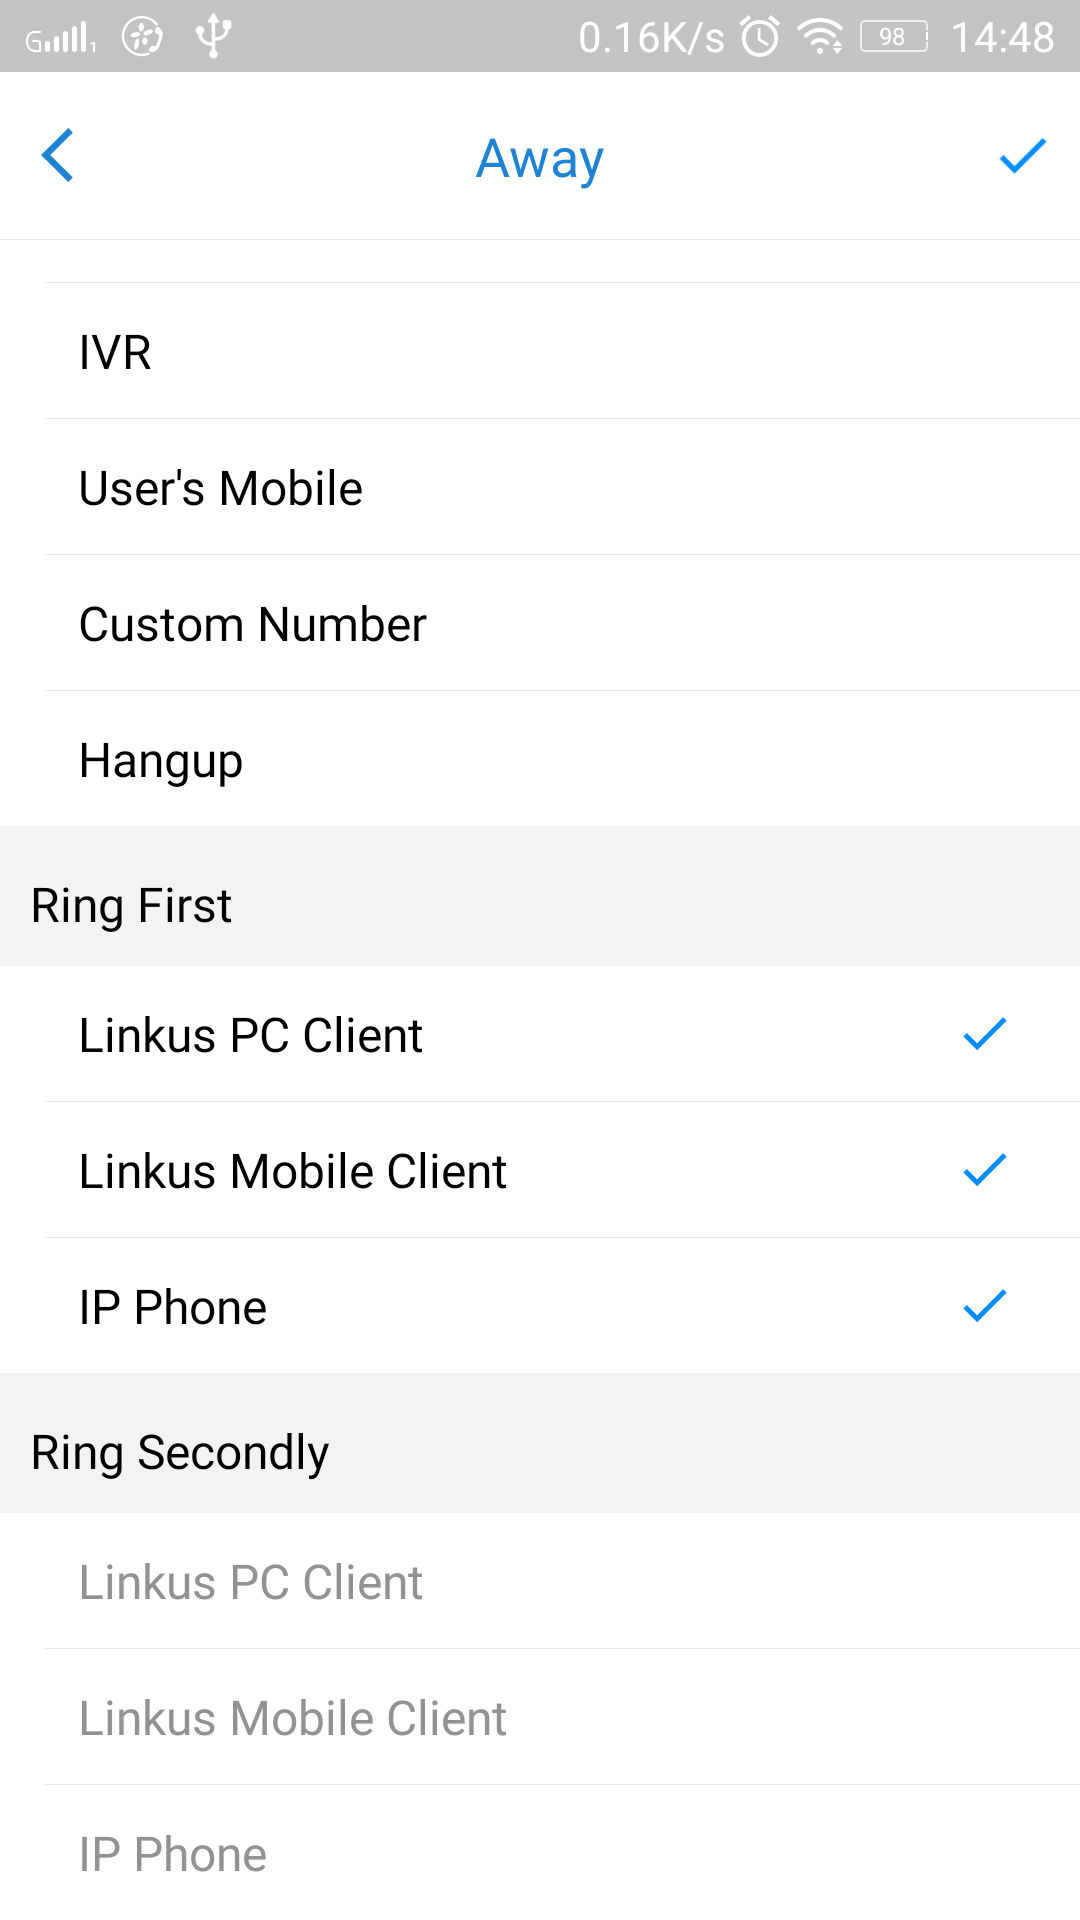 G 1 0.16K/s 98 14:48
Away
IVR
User's Mobile
Custom Number
Hangup
Ring First
Linkus PC Client
Linkus Mobile Client
IP Phone
Ring Secondly
Linkus PC Client
Linkus Mobile Client
IP Phone